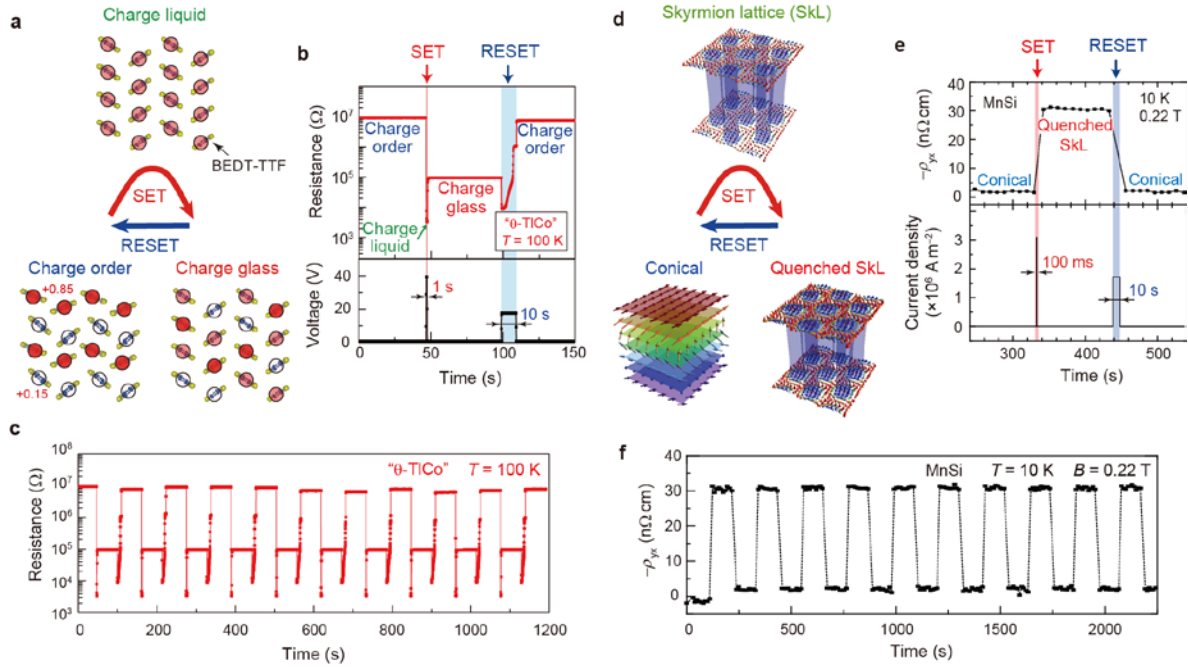 a
Charge liquid
BEDT-TTF
SET
RESET
Charge order
Charge glass
+0.85
+0.15
b
SET
RESET
Resistance (Ω)
10⁷
10⁵
10³
Charge order
Charge order
Charge glass
Charge liquid
"θ-TlCo"
T = 100 K
Voltage (V)
40
20
0
1 s
10 s
0
50
100
150
Time (s)
c
Resistance (Ω)
10⁸
10⁷
10⁶
10⁵
10⁴
10³
"θ-TlCo" T = 100 K
0 200 400 600 800 1000 1200
Time (s)
d
Skyrmion lattice (SkL)
SET
RESET
Conical
Quenched SkL
e
SET
RESET
−ρyx (nΩ cm)
40
30
20
10
0
MnSi
10 K
0.22 T
Quenched
SkL
Conical
Conical
Current density
(×10⁶ A m⁻²)
3
2
1
0
100 ms
10 s
300 400 500
Time (s)
f
−ρyx (nΩ cm)
40
30
20
10
0
MnSi T = 10 K B = 0.22 T
0 500 1000 1500 2000
Time (s)